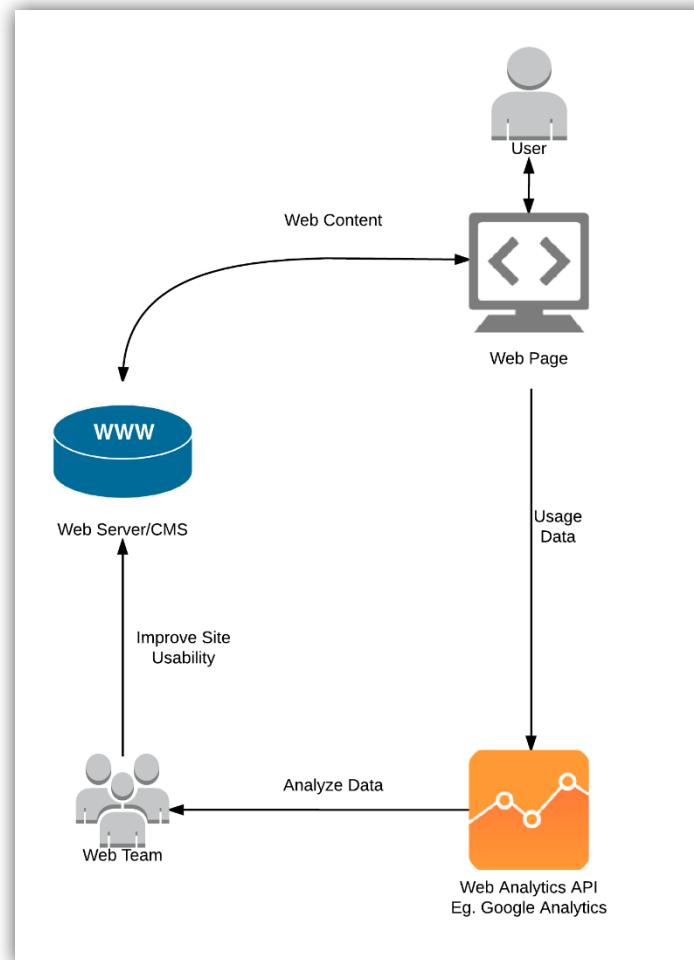 User
Web Content
Web Page
WWW
Web Server/CMS
Usage
Data
Improve Site
Usability
Analyze Data
Web Team
Web Analytics API
Eg. Google Analytics